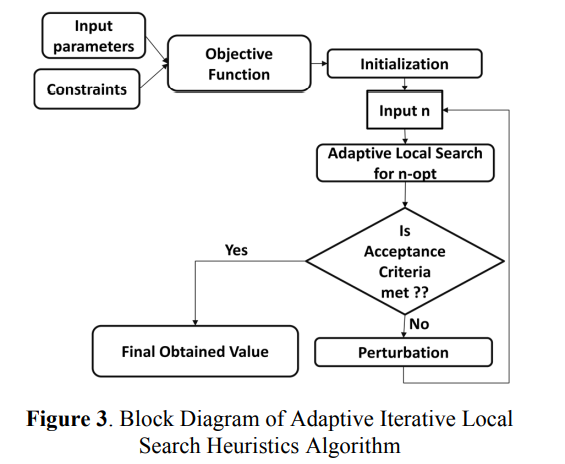 Input
parameters
Constraints
Objective
Function
Initialization
Input n
Adaptive Local Search
for n-opt
Is
Acceptance
Criteria
met ??
Yes
No
Final Obtained Value
Perturbation
Figure 3. Block Diagram of Adaptive Iterative Local
Search Heuristics Algorithm